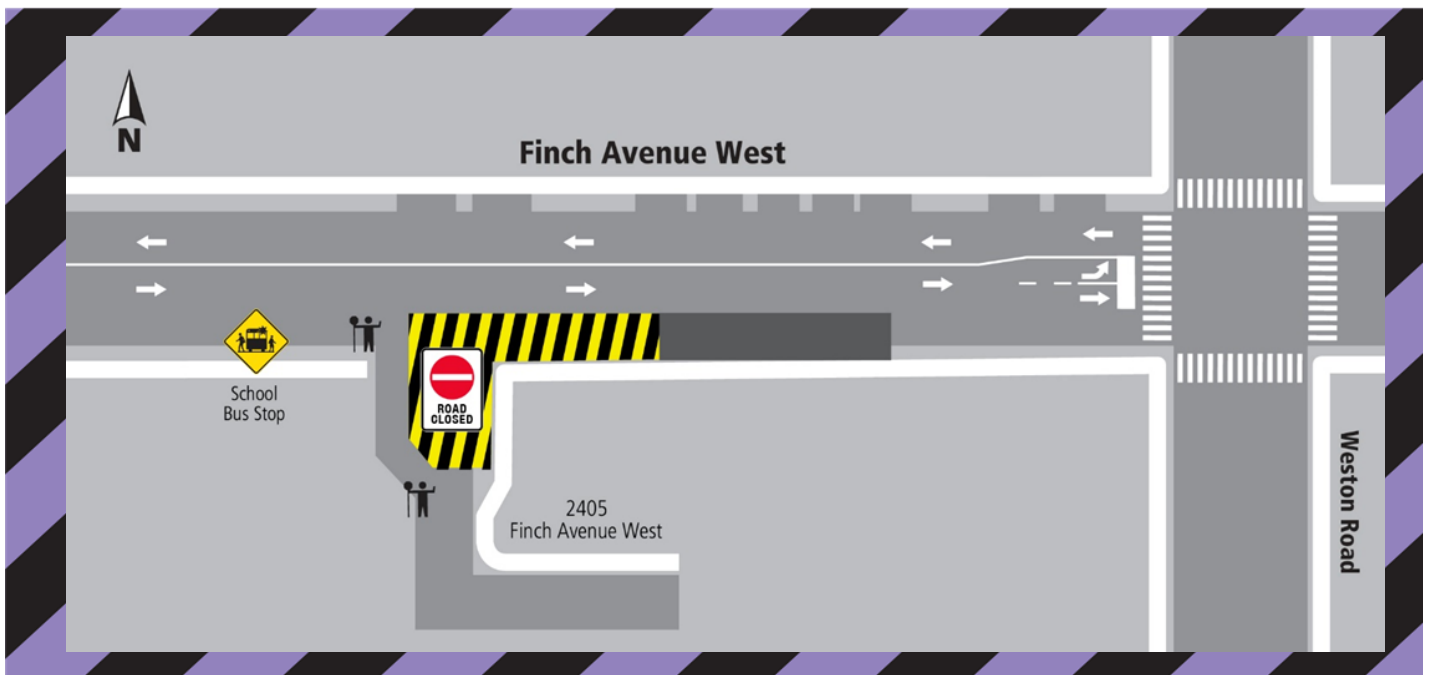 N
Finch Avenue West
School
Bus Stop
ROAD
CLOSED
2405
Finch Avenue West
Weston Road